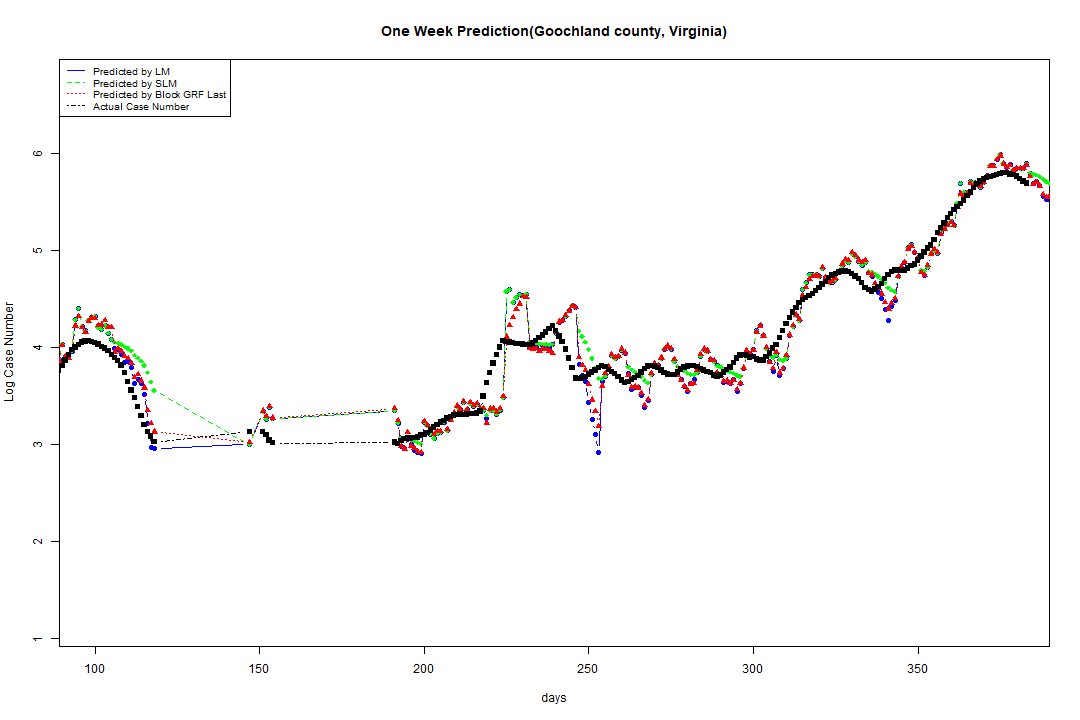 One Week Prediction(Goochland county, Virginia)
Predicted by LM
Predicted by SLM
Predicted by Block GRF Last
Actual Case Number
6
5
4
3
2
1
Log Case Number
100 150 200 250 300 350
days